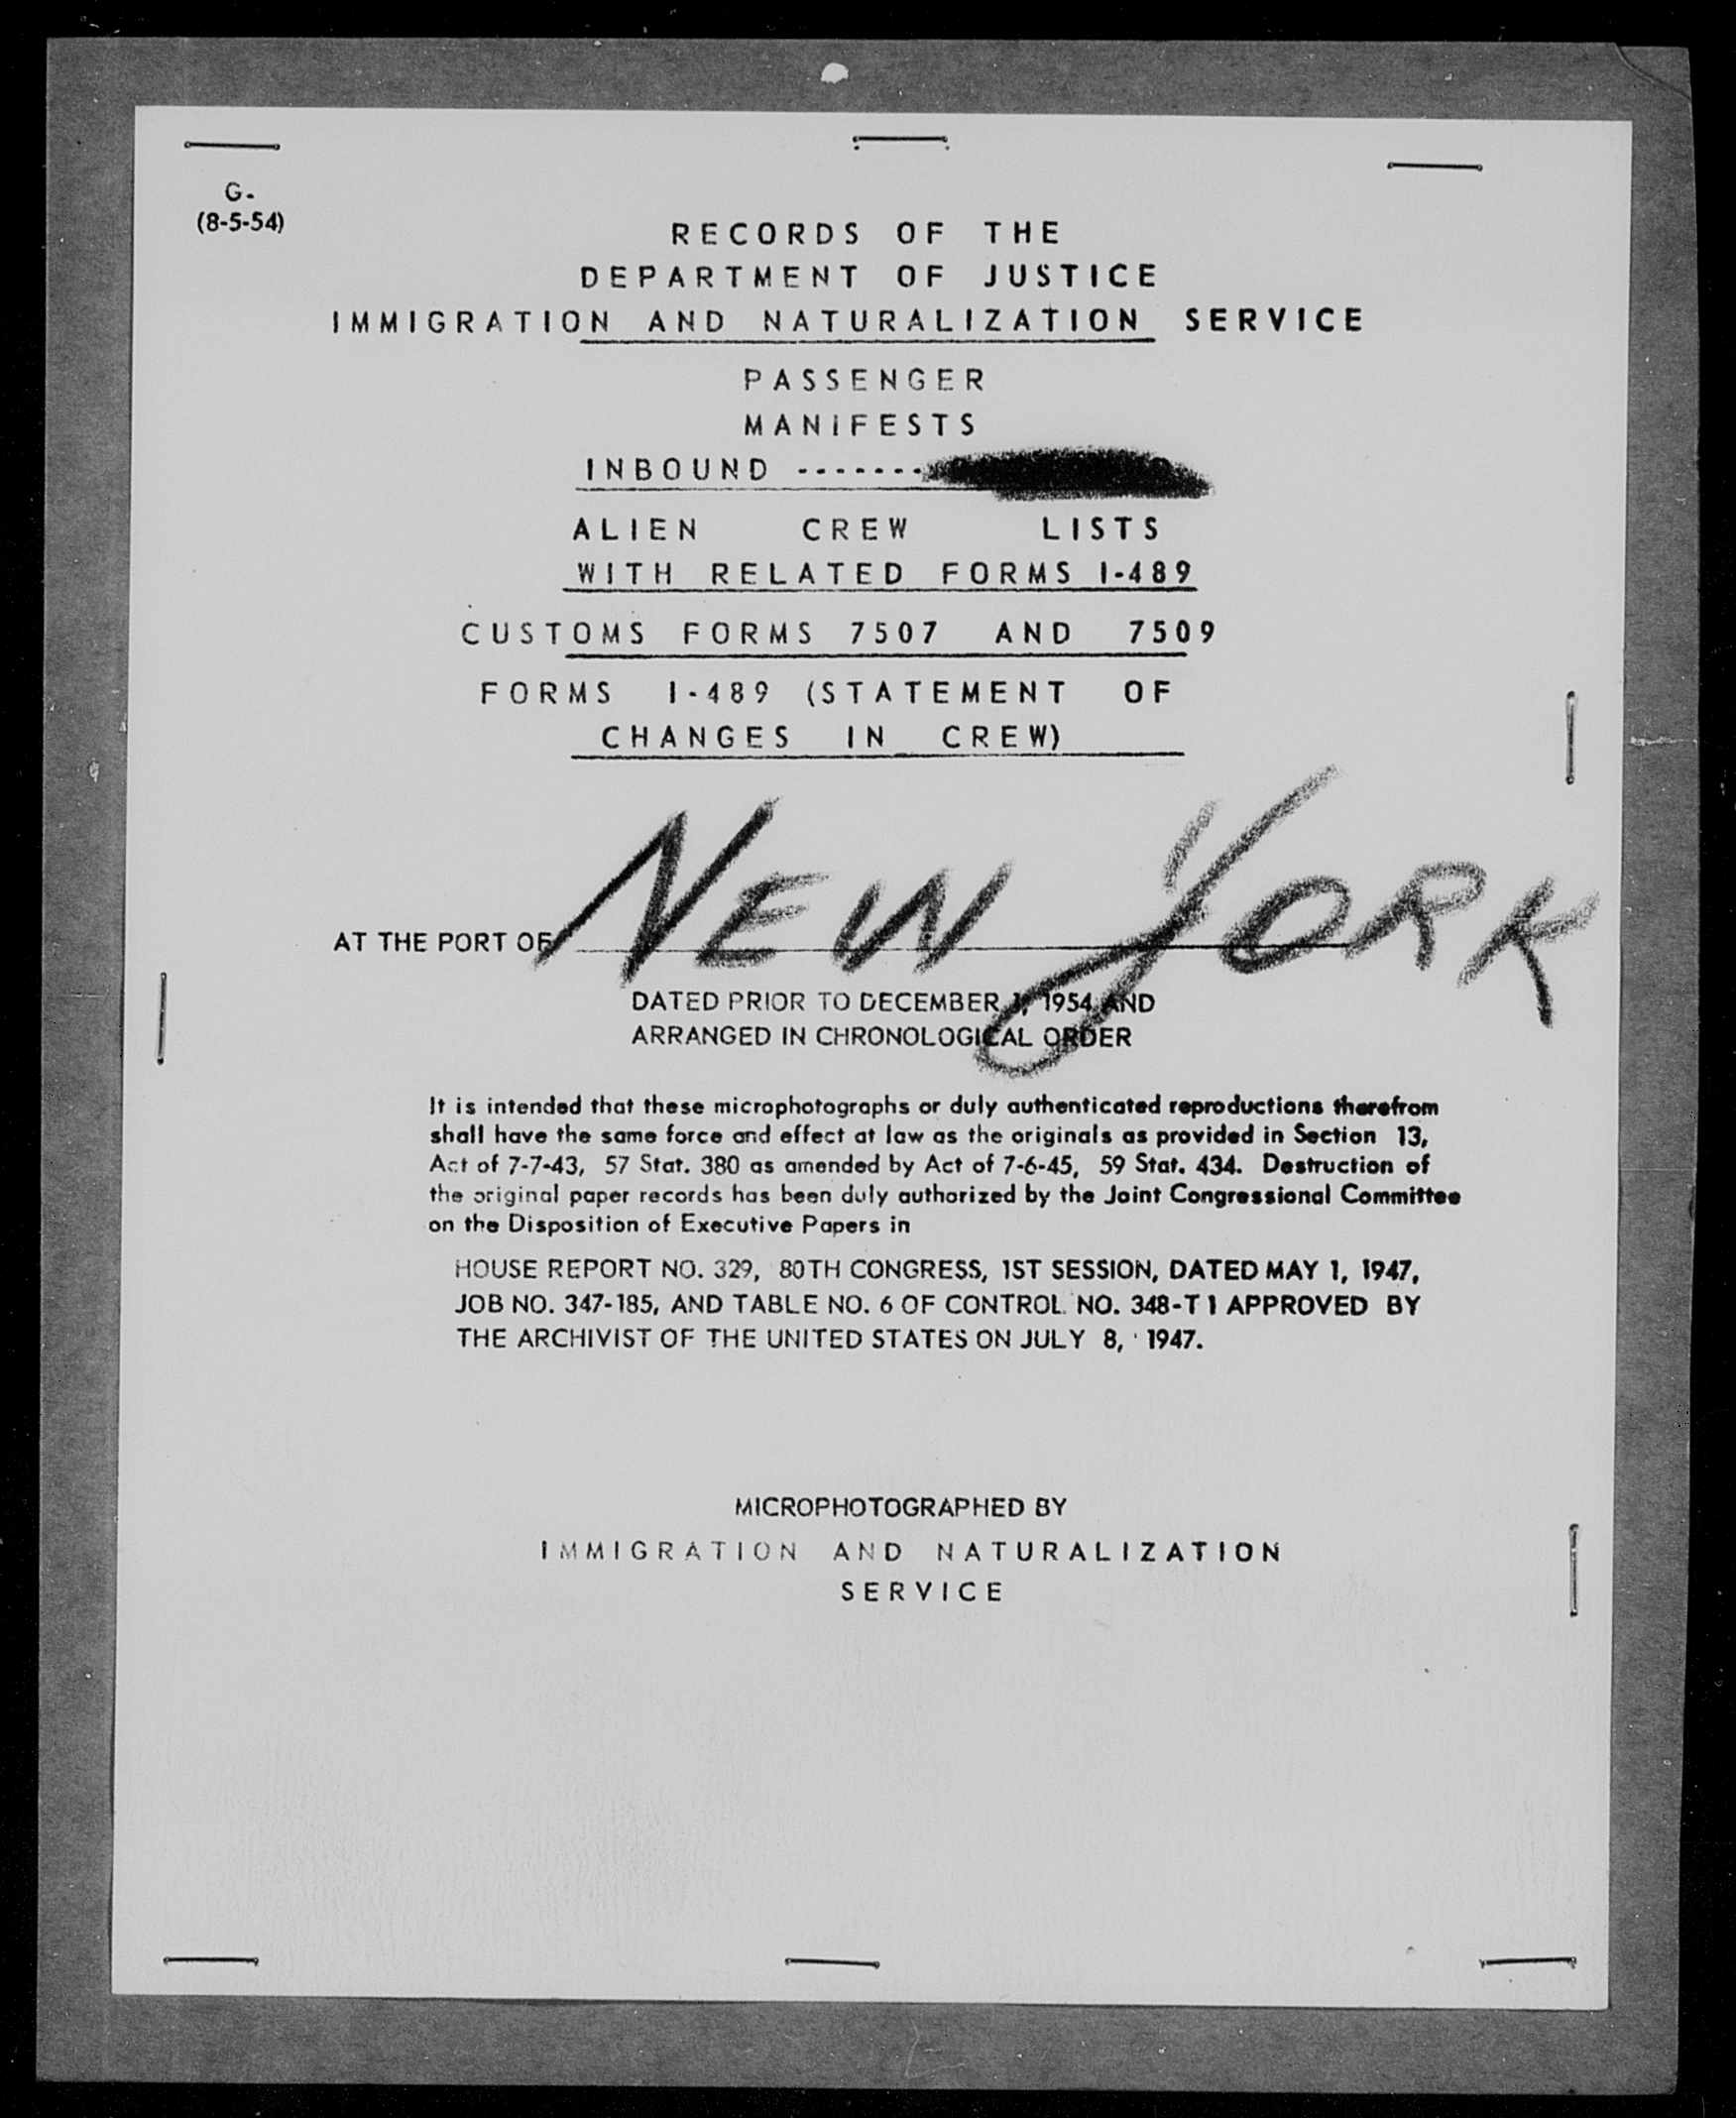 G-
(8-5-54)
RECORDS OF THE
DEPARTMENT OF JUSTICE
IMMIGRATION AND NATURALIZATION SERVICE
PASSENGER
MANIFESTS
INBOUND -------
ALIEN CREW LISTS
WITH RELATED FORMS I-489
CUSTOMS FORMS 7507 AND 7509
FORMS I-489 (STATEMENT OF
CHANGES IN CREW)
AT THE PORT OF NEW YORK
DATED PRIOR TO DECEMBER 1, 1954 AND
ARRANGED IN CHRONOLOGICAL ORDER
It is intended that these microphotographs or duly authenticated reproductions therefrom
shall have the same force and effect at law as the originals as provided in Section 13,
Act of 7-7-43, 57 Stat. 380 as amended by Act of 7-6-45, 59 Stat. 434. Destruction of
the original paper records has been duly authorized by the Joint Congressional Committee
on the Disposition of Executive Papers in
HOUSE REPORT NO. 329, 80TH CONGRESS, 1ST SESSION, DATED MAY 1, 1947,
JOB NO. 347-185, AND TABLE NO. 6 OF CONTROL NO. 348-T1 APPROVED BY
THE ARCHIVIST OF THE UNITED STATES ON JULY 8, 1947.
MICROPHOTOGRAPHED BY
IMMIGRATION AND NATURALIZATION
SERVICE